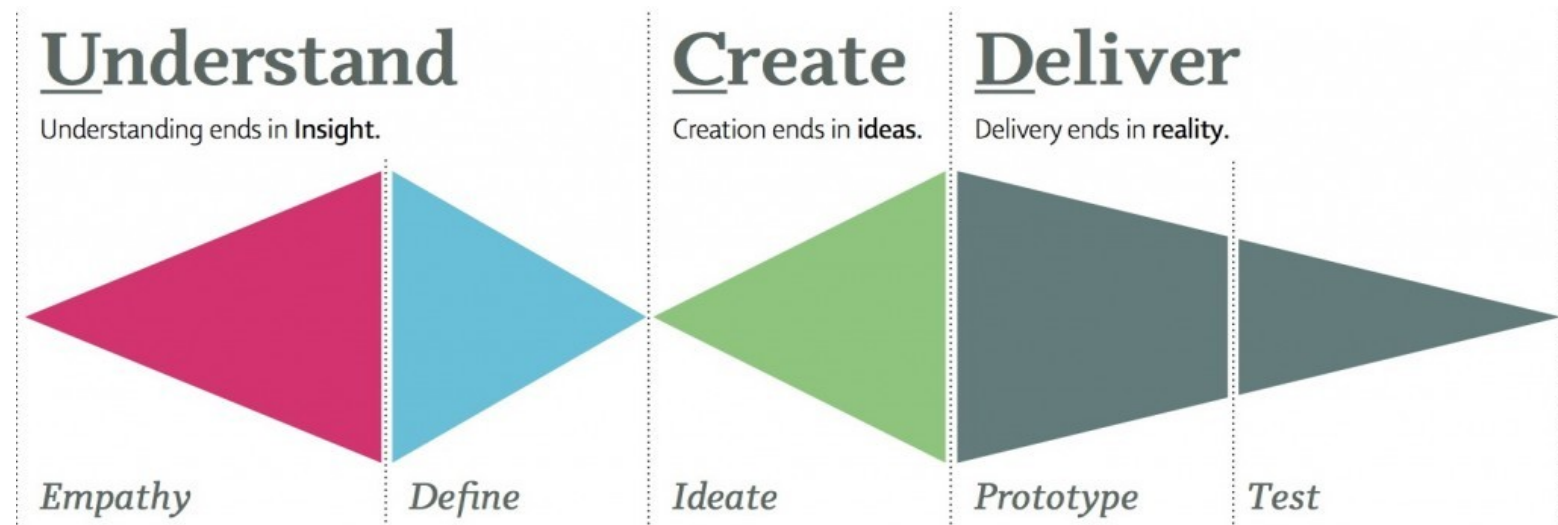 Understand
Create
Deliver
Understanding ends in Insight.
Creation ends in ideas.
Delivery ends in reality.
Empathy
Define
Ideate
Prototype
Test